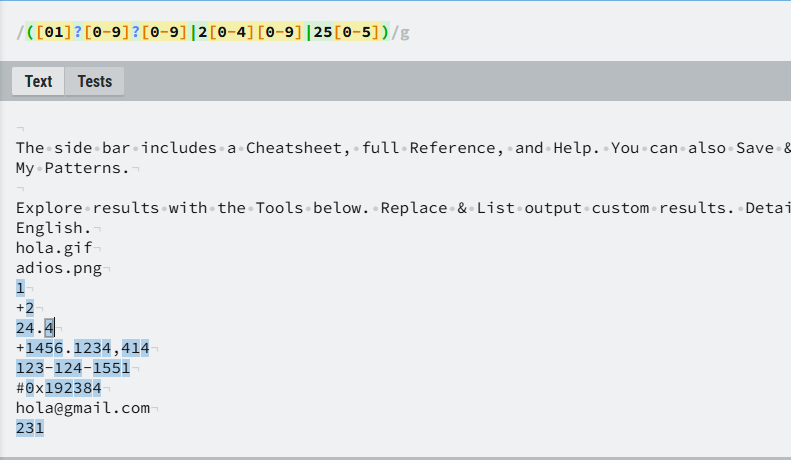 /([01]?[0-9]?[0-9]|2[0-4][0-9]|25[0-5])/g
Text Tests
¬
The•side•bar•includes•a•Cheatsheet,•full•Reference,•and•Help.•You•can•also•Save•&
My•Patterns.¬
¬
Explore•results•with•the•Tools•below.•Replace•&•List•output•custom•results.•Detai
English.¬
hola.gif¬
adios.png¬
1¬
+2¬
24.4¬
+1456.1234,414¬
123-124-1551¬
#0x192384¬
hola@gmail.com¬
231